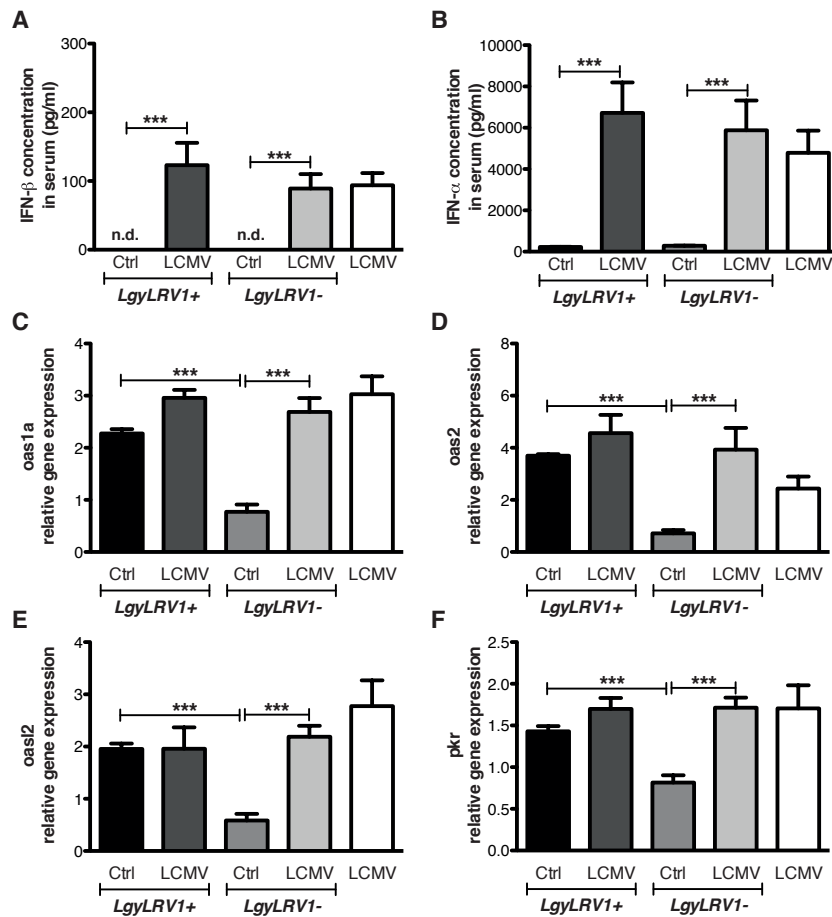 A
IFN-β concentration
in serum (pg/ml)
300
200
100
0
***
***
n.d.
n.d.
Ctrl
LCMV
Ctrl
LCMV
LCMV
LgyLRV1+
LgyLRV1-
B
IFN-α concentration
in serum (pg/ml)
10000
8000
6000
4000
2000
0
***
***
Ctrl
LCMV
Ctrl
LCMV
LCMV
LgyLRV1+
LgyLRV1-
C
oas1a
relative gene expression
4
3
2
1
0
***
***
Ctrl
LCMV
Ctrl
LCMV
LCMV
LgyLRV1+
LgyLRV1-
D
oas2
relative gene expression
8
6
4
2
0
***
***
Ctrl
LCMV
Ctrl
LCMV
LCMV
LgyLRV1+
LgyLRV1-
E
oasl2
relative gene expression
4
3
2
1
0
***
***
Ctrl
LCMV
Ctrl
LCMV
LCMV
LgyLRV1+
LgyLRV1-
F
pkr
relative gene expression
2.5
2.0
1.5
1.0
0.5
0.0
***
***
Ctrl
LCMV
Ctrl
LCMV
LCMV
LgyLRV1+
LgyLRV1-